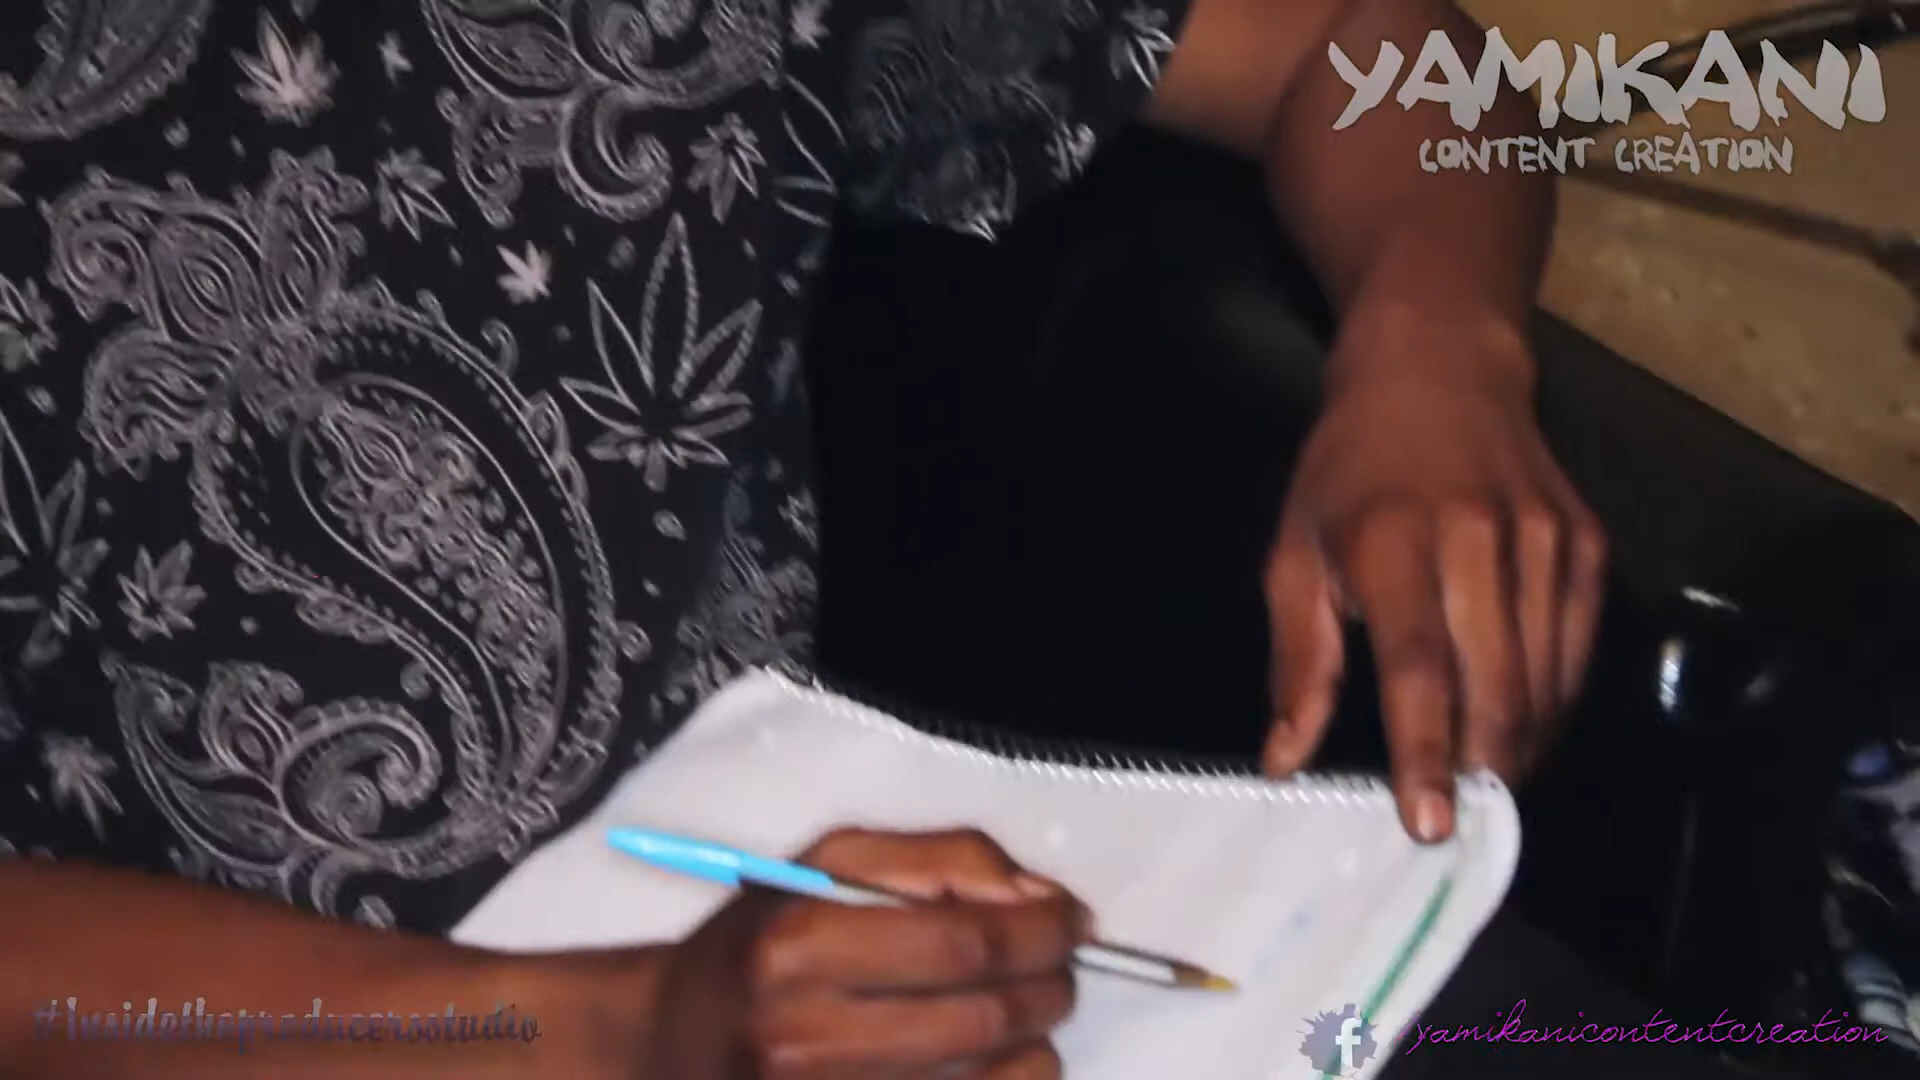 YAMIKANI
CONTENT CREATION
#Insidetheproducersstudio
f /yamikanicontentcreation